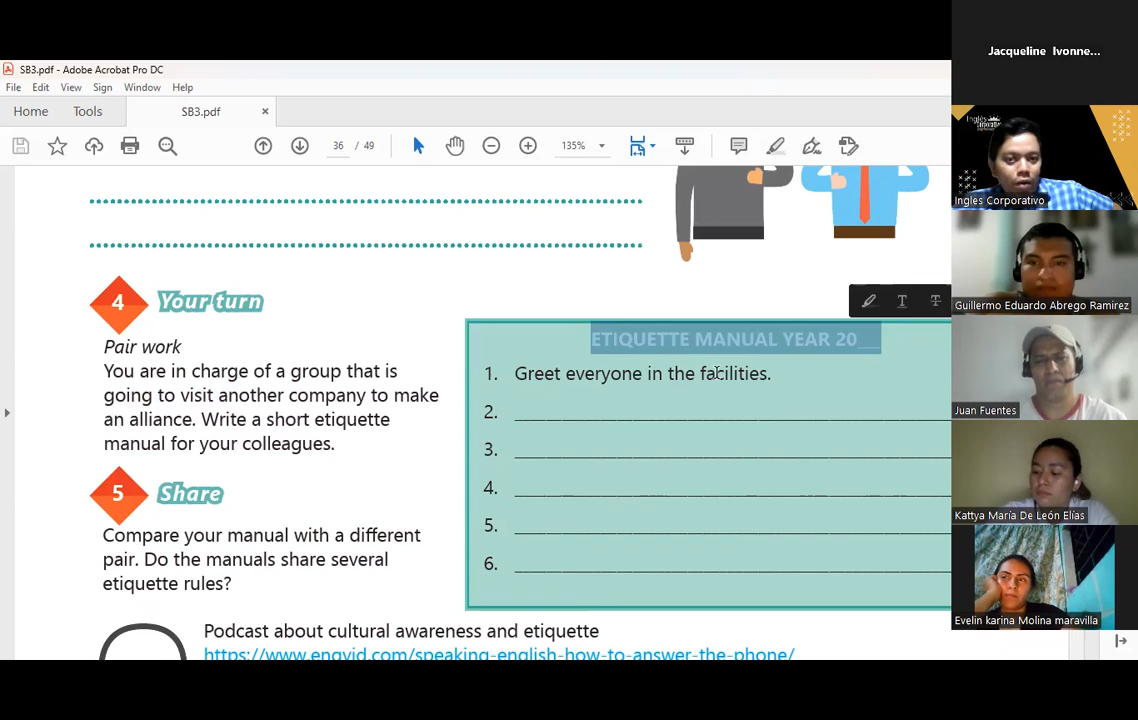 Jacqueline Ivonne...
SB3.pdf - Adobe Acrobat Pro DC
File Edit View Sign Window Help
Home Tools SB3.pdf ×
36 / 49 135%
4 Your turn
Pair work
You are in charge of a group that is
going to visit another company to make
an alliance. Write a short etiquette
manual for your colleagues.
5 Share
Compare your manual with a different
pair. Do the manuals share several
etiquette rules?
ETIQUETTE MANUAL YEAR 20__
1. Greet everyone in the facilities.
2.
3.
4.
5.
6.
Podcast about cultural awareness and etiquette
https://www.engvid.com/speaking-english-how-to-answer-the-phone/
Inglés
Ingles Corporativo
Guillermo Eduardo Abrego Ramirez
Juan Fuentes
Kattya María De León Elías
Evelin karina Molina maravilla